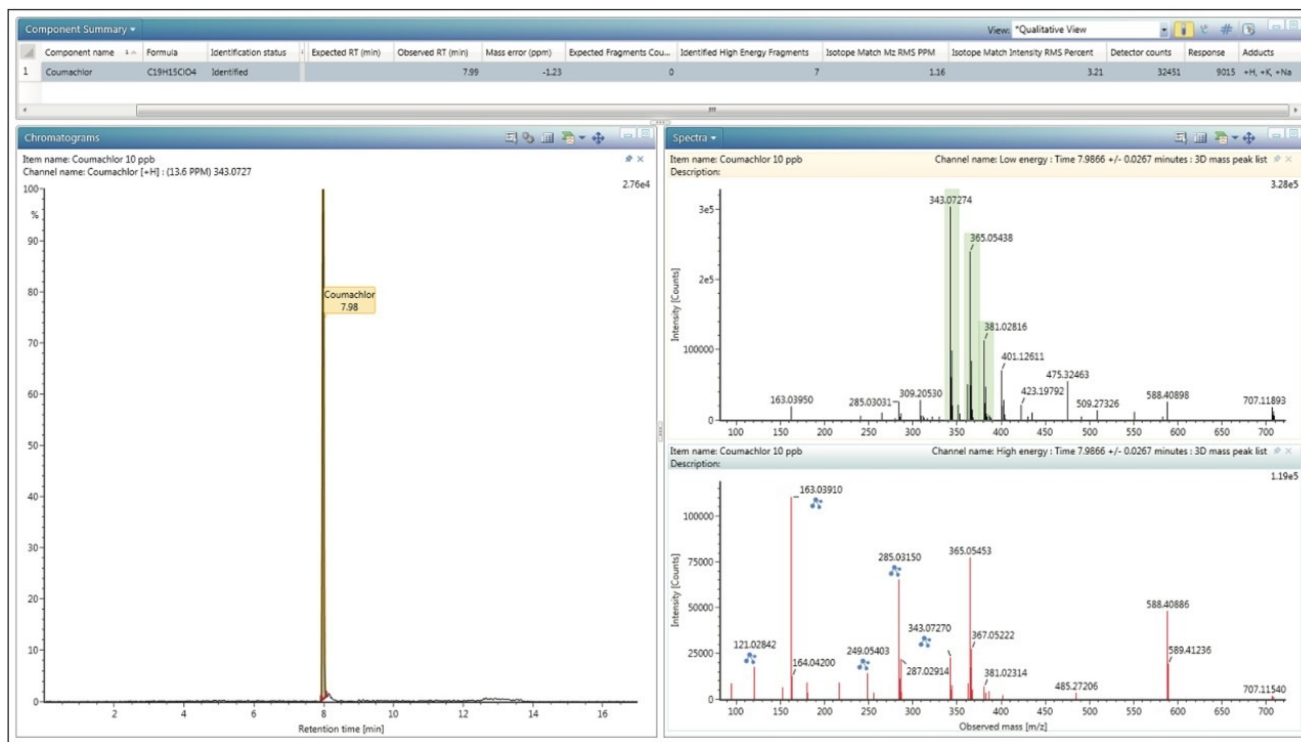 Component Summary
View: *Qualitative View
Component name 1 Formula Identification status Expected RT (min) Observed RT (min) Mass error (ppm) Expected Fragments Cou... Identified High Energy Fragments Isotope Match Mz RMS PPM Isotope Match Intensity RMS Percent Detector counts Response Adducts
1 Coumachlor C19H15ClO4 Identified 7.99 -1.23 0 7 1.16 3.21 32451 9015 +H, +K, +Na
Chromatograms
Item name: Coumachlor 10 ppb
Channel name: Coumachlor [+H] : (13.6 PPM) 343.0727
2.76e4
100
%
90
80
Coumachlor
7.98
70
60
50
40
30
20
10
0
2 4 6 8 10 12 14 16
Retention time [min]
Spectra
Item name: Coumachlor 10 ppb Channel name: Low energy : Time 7.9866 +/- 0.0267 minutes : 3D mass peak list
Description:
3.28e5
343.07274
3e5
365.05438
2e5
Intensity [Counts]
381.02816
100000
401.12611
475.32463
163.03950 285.03031 309.20530 423.19792 509.27326 588.40898 707.11893
0
100 150 200 250 300 350 400 450 500 550 600 650 700
Item name: Coumachlor 10 ppb Channel name: High energy : Time 7.9866 +/- 0.0267 minutes : 3D mass peak list
Description:
1.19e5
163.03910
100000
365.05453
75000
285.03150
Intensity [Counts]
588.40886
50000
343.07270
367.05222
121.02842
249.05403
287.02914
589.41236
25000
164.04200
381.02314
485.27206
707.11540
0
100 150 200 250 300 350 400 450 500 550 600 650 700
Observed mass [m/z]